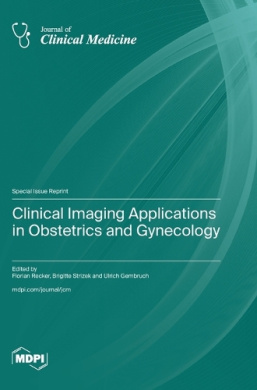 Journal of
Clinical Medicine
Special Issue Reprint
Clinical Imaging Applications
in Obstetrics and Gynecology
Edited by
Florian Recker, Brigitte Strizek and Ulrich Gembruch
mdpi.com/journal/jcm
MDPI